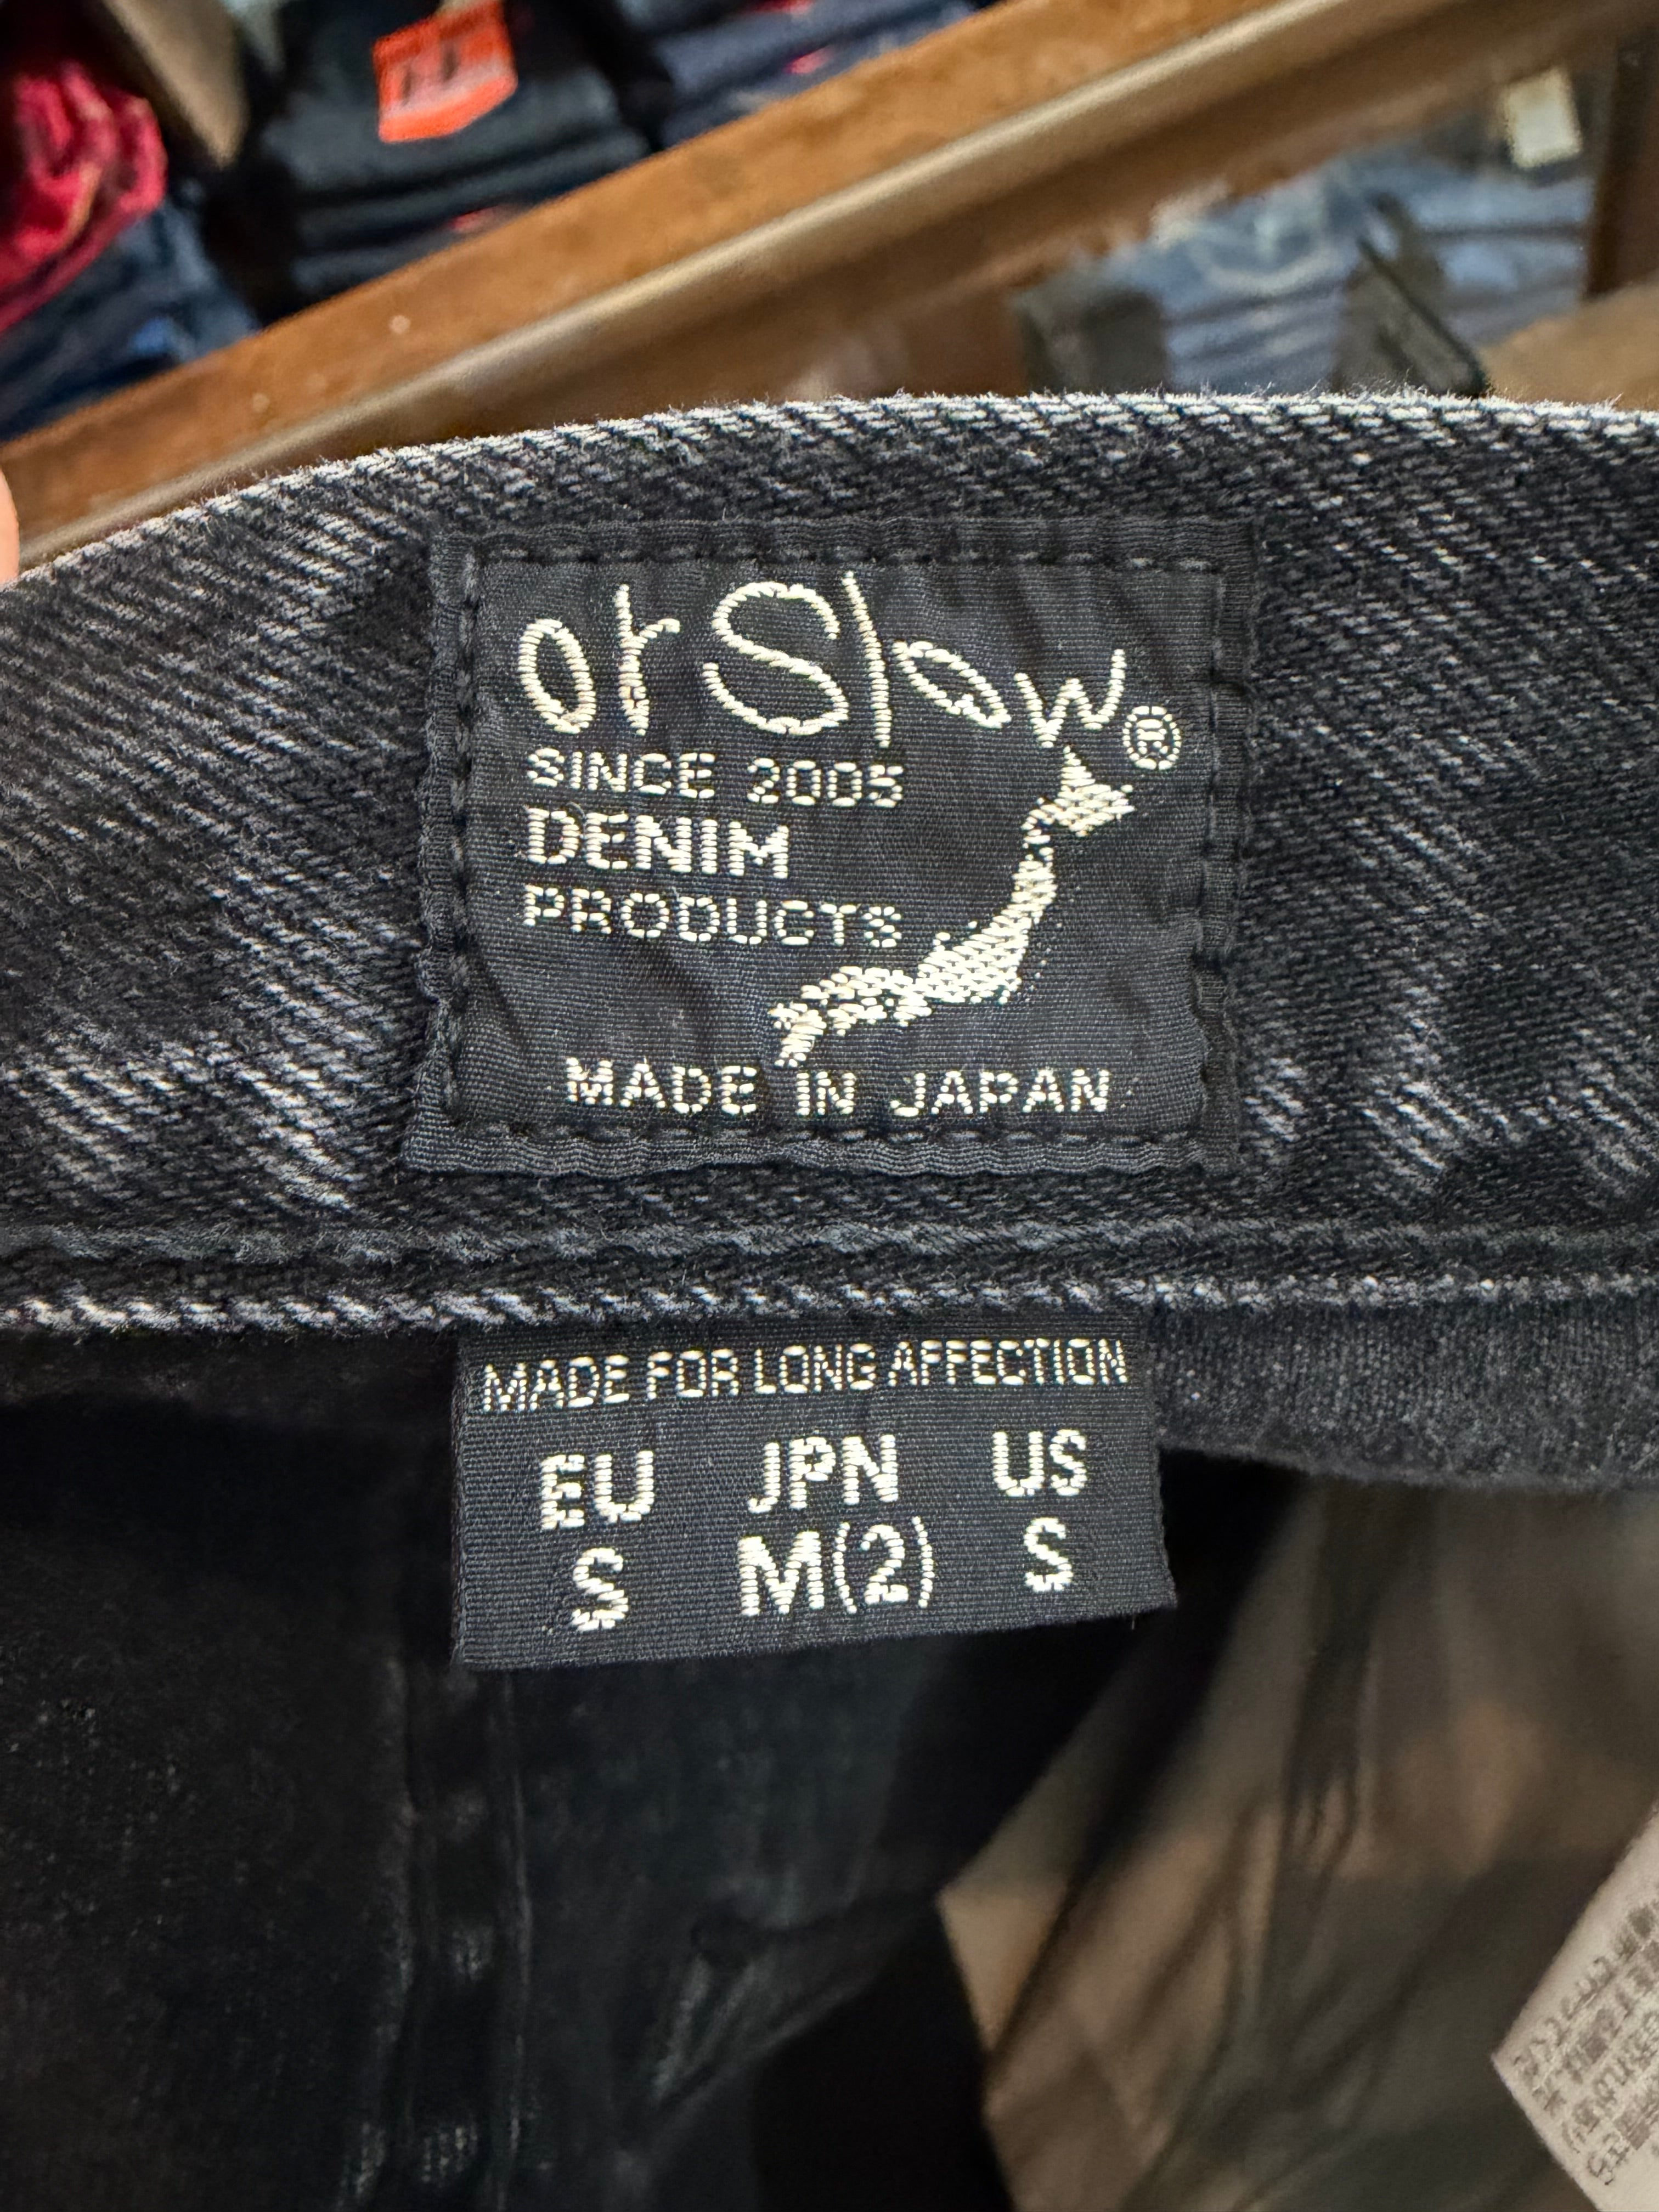 orSlow®
SINCE 2005
DENIM
PRODUCTS
MADE IN JAPAN
MADE FOR LONG AFFECTION
EU JPN US
S M(2) S